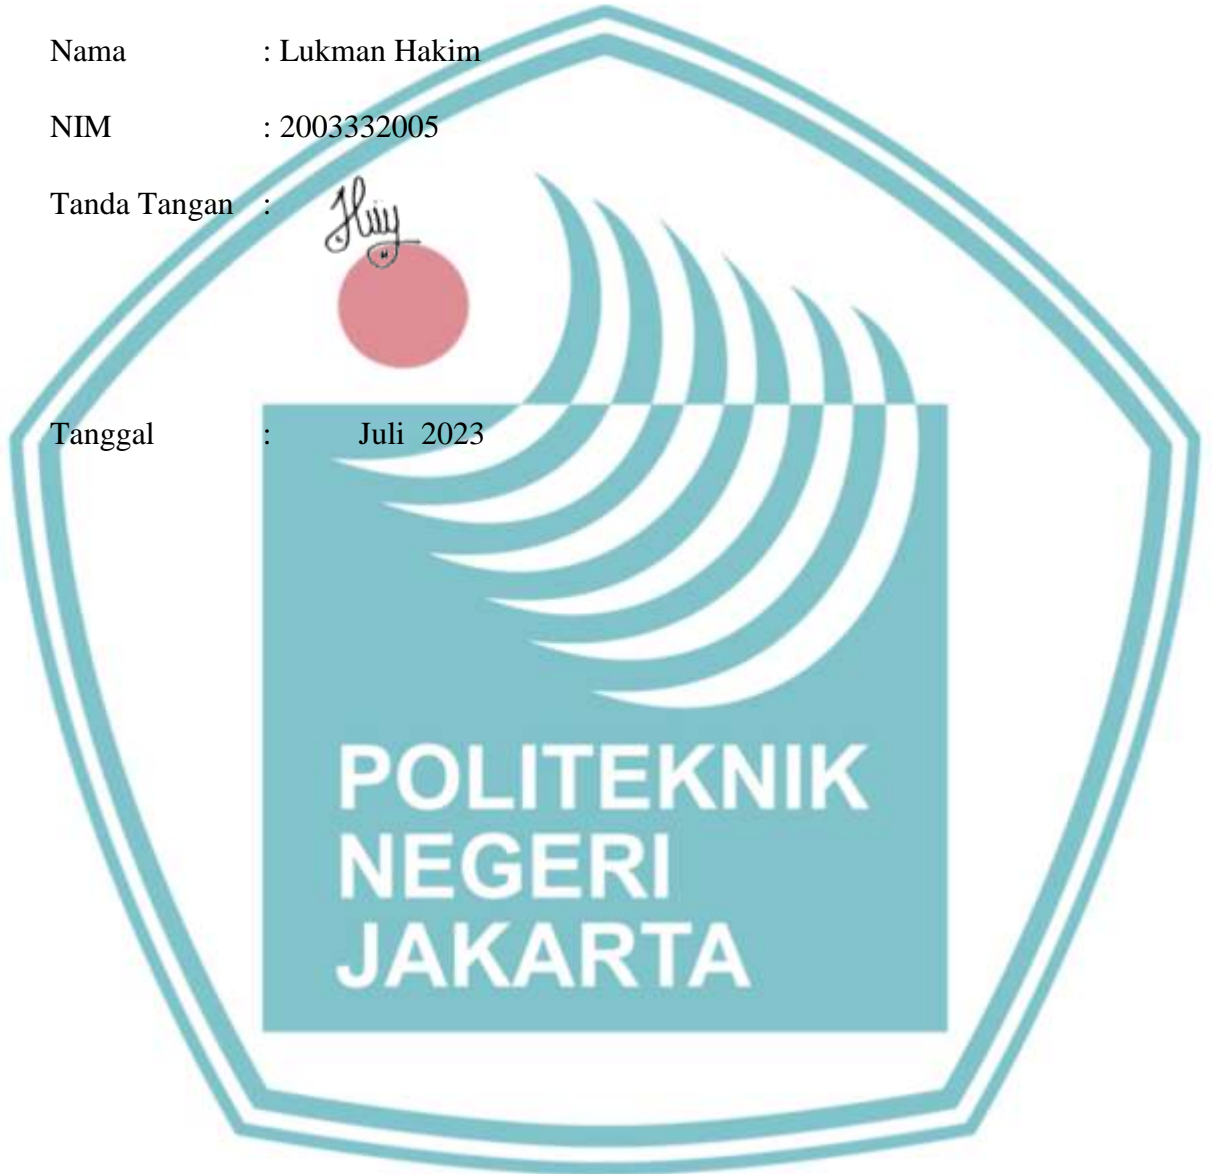 Nama : Lukman Hakim
NIM : 2003332005
Tanda Tangan :
Tanggal : Juli 2023
POLITEKNIK
NEGERI
JAKARTA